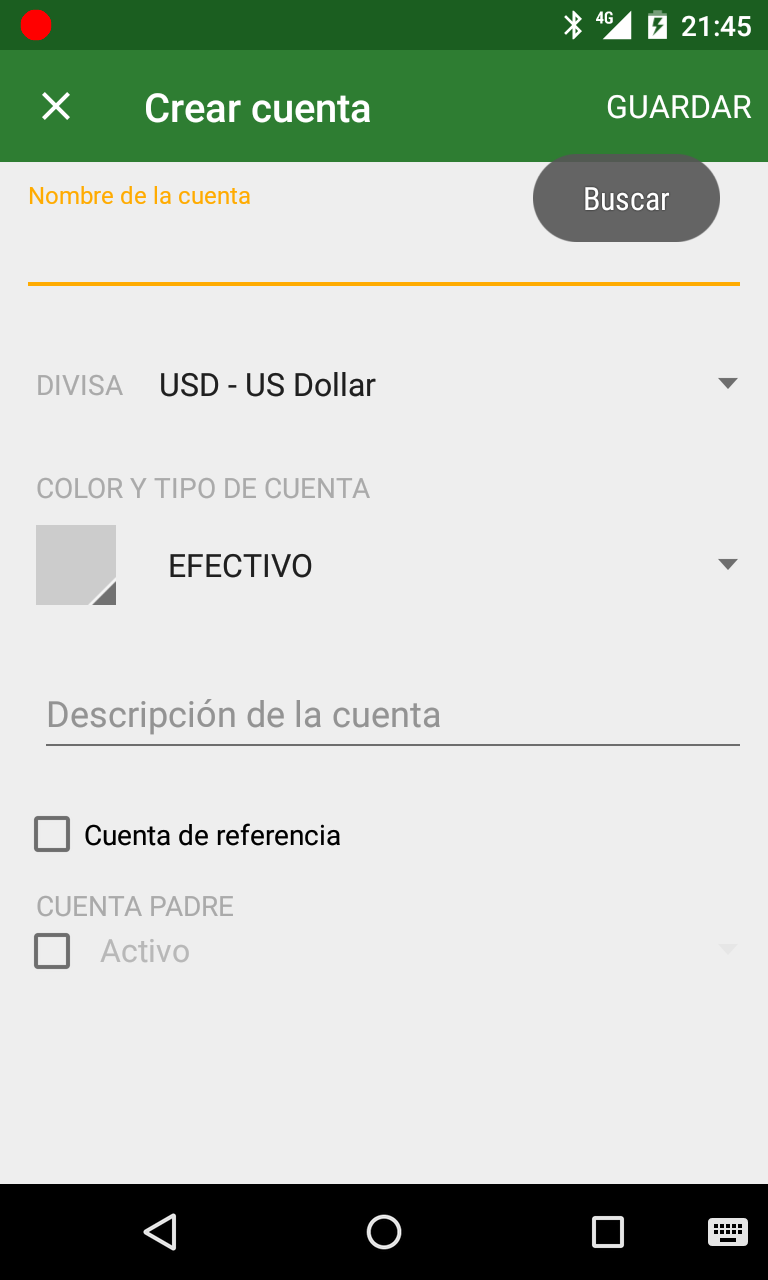 4G 21:45
Crear cuenta GUARDAR
Nombre de la cuenta
Buscar
DIVISA USD - US Dollar
COLOR Y TIPO DE CUENTA
EFECTIVO
Descripción de la cuenta
Cuenta de referencia
CUENTA PADRE
Activo